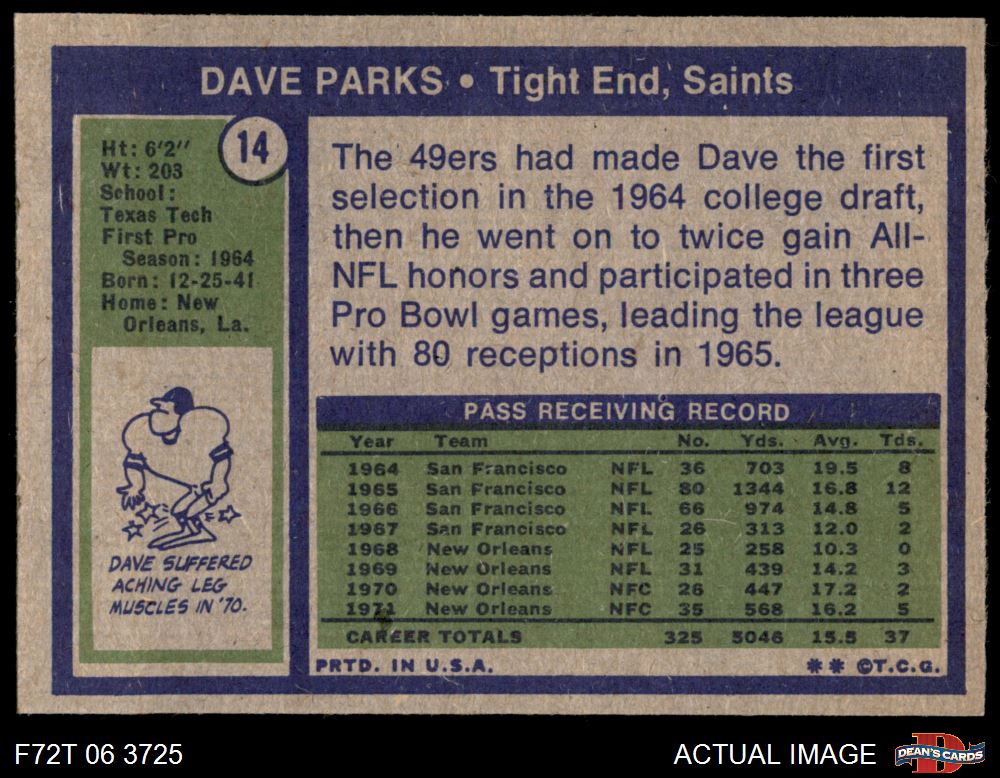 DAVE PARKS • Tight End, Saints
14
Ht: 6'2"
Wt: 203
School:
Texas Tech
First Pro
Season: 1964
Born: 12-25-41
Home: New
Orleans, La.
DAVE SUFFERED
ACHING LEG
MUSCLES IN '70.
The 49ers had made Dave the first
selection in the 1964 college draft,
then he went on to twice gain All-
NFL honors and participated in three
Pro Bowl games, leading the league
with 80 receptions in 1965.
PASS RECEIVING RECORD
Year Team No. Yds. Avg. Tds.
1964 San Francisco NFL 36 703 19.5 8
1965 San Francisco NFL 80 1344 16.8 12
1966 San Francisco NFL 66 974 14.8 5
1967 San Francisco NFL 26 313 12.0 2
1968 New Orleans NFL 25 258 10.3 0
1969 New Orleans NFL 31 439 14.2 3
1970 New Orleans NFC 26 447 17.2 2
1971 New Orleans NFC 35 568 16.2 5
CAREER TOTALS 325 5046 15.5 37
PRTD. IN U.S.A. ** ©T.C.G.
F72T 06 3725
ACTUAL IMAGE
D
DEAN'S CARDS